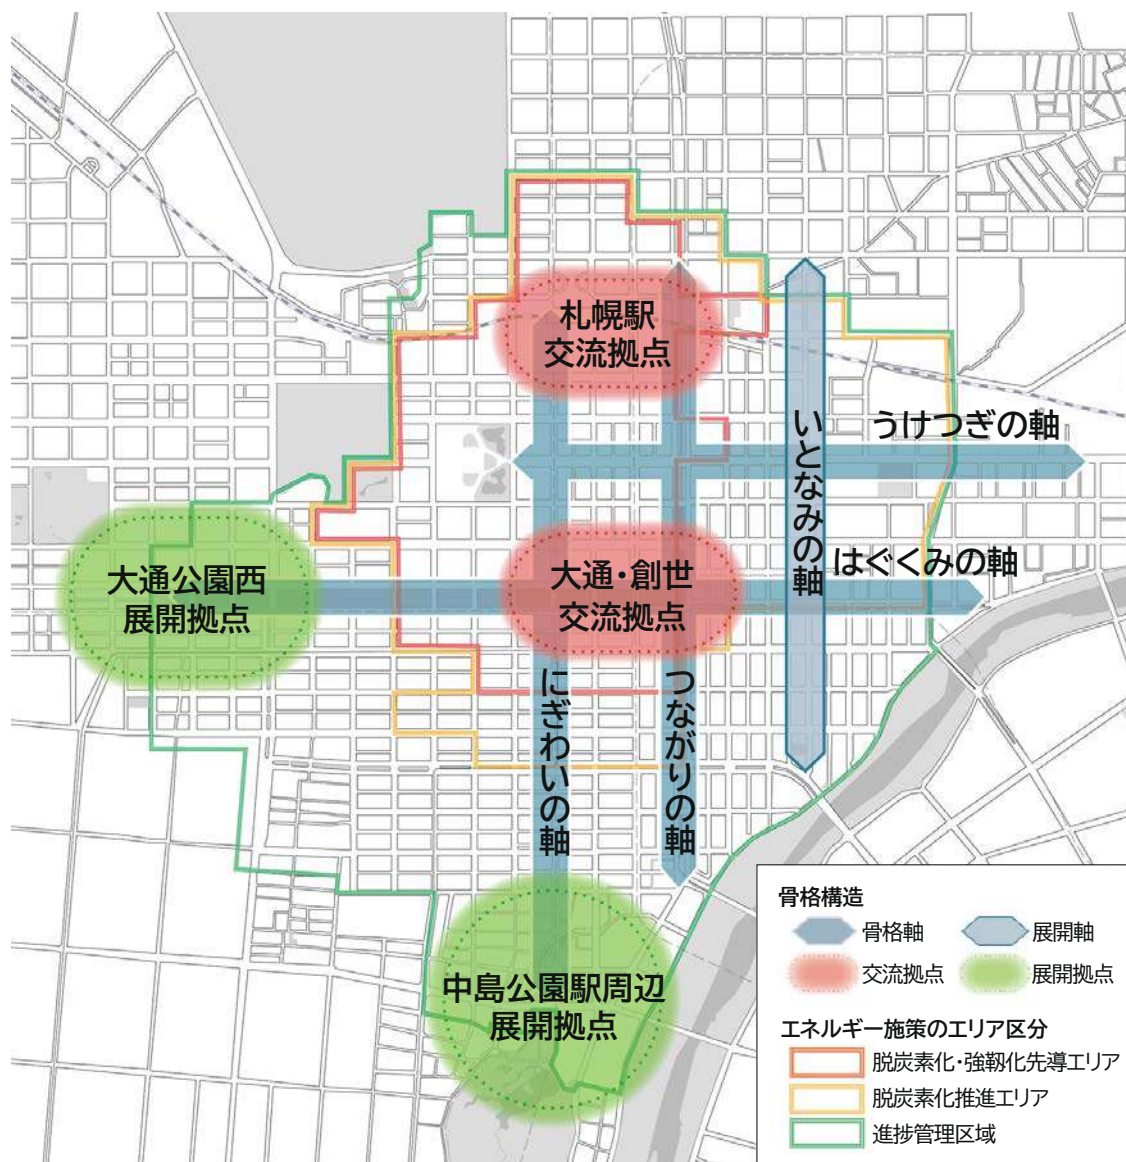 札幌駅
交流拠点
うけつぎの軸
いとなみの軸
はぐくみの軸
大通公園西
展開拠点
大通・創世
交流拠点
にぎわいの軸
つながりの軸
中島公園駅周辺
展開拠点
骨格構造
骨格軸
展開軸
交流拠点
展開拠点
エネルギー施策のエリア区分
脱炭素化・強靱化先導エリア
脱炭素化推進エリア
進捗管理区域